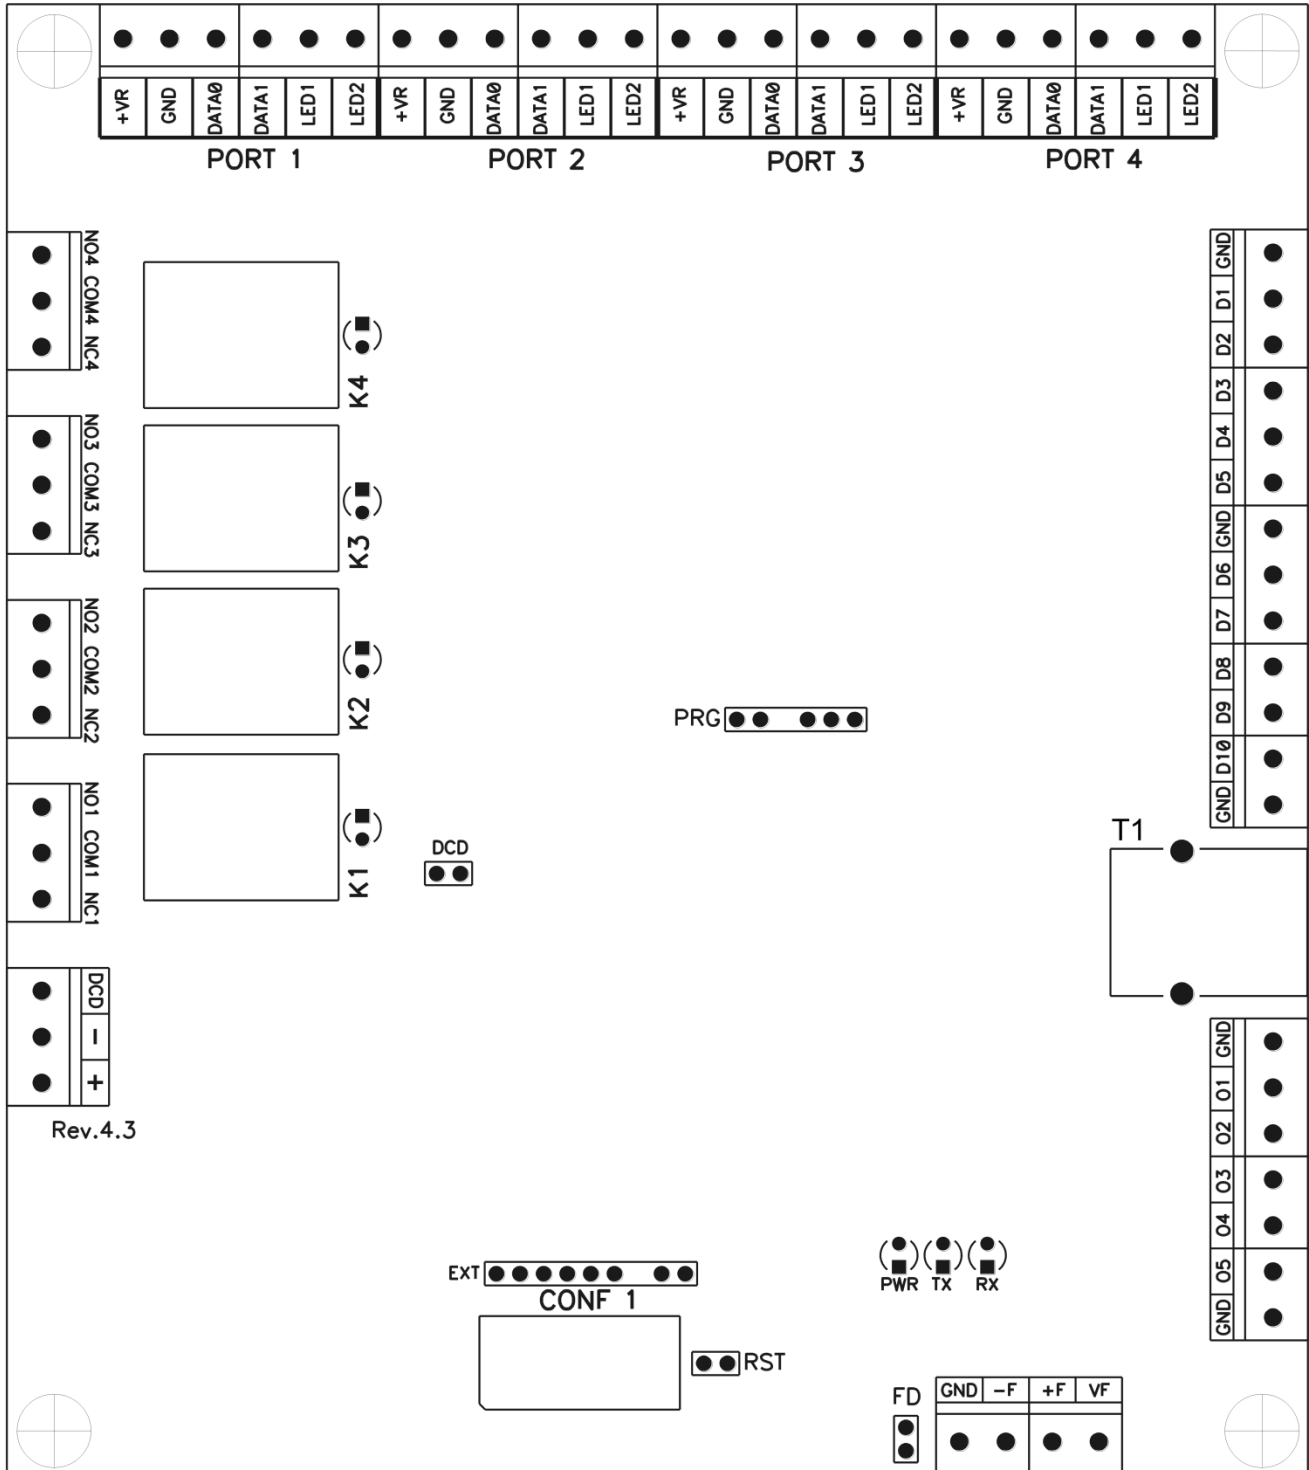 +VR GND DATA0 DATA1 LED1 LED2 +VR GND DATA0 DATA1 LED1 LED2 +VR GND DATA0 DATA1 LED1 LED2 +VR GND DATA0 DATA1 LED1 LED2
PORT 1 PORT 2 PORT 3 PORT 4
NO4 COM4 NC4
K4
NO3 COM3 NC3
K3
NO2 COM2 NC2
K2
NO1 COM1 NC1
K1
DCD
DCD - +
Rev.4.3
PRG
GND D1 D2 D3 D4 D5 GND D6 D7 D8 D9 D10 GND
T1
GND O1 O2 O3 O4 O5 GND
PWR TX RX
EXT
CONF 1
RST
FD
GND -F +F VF